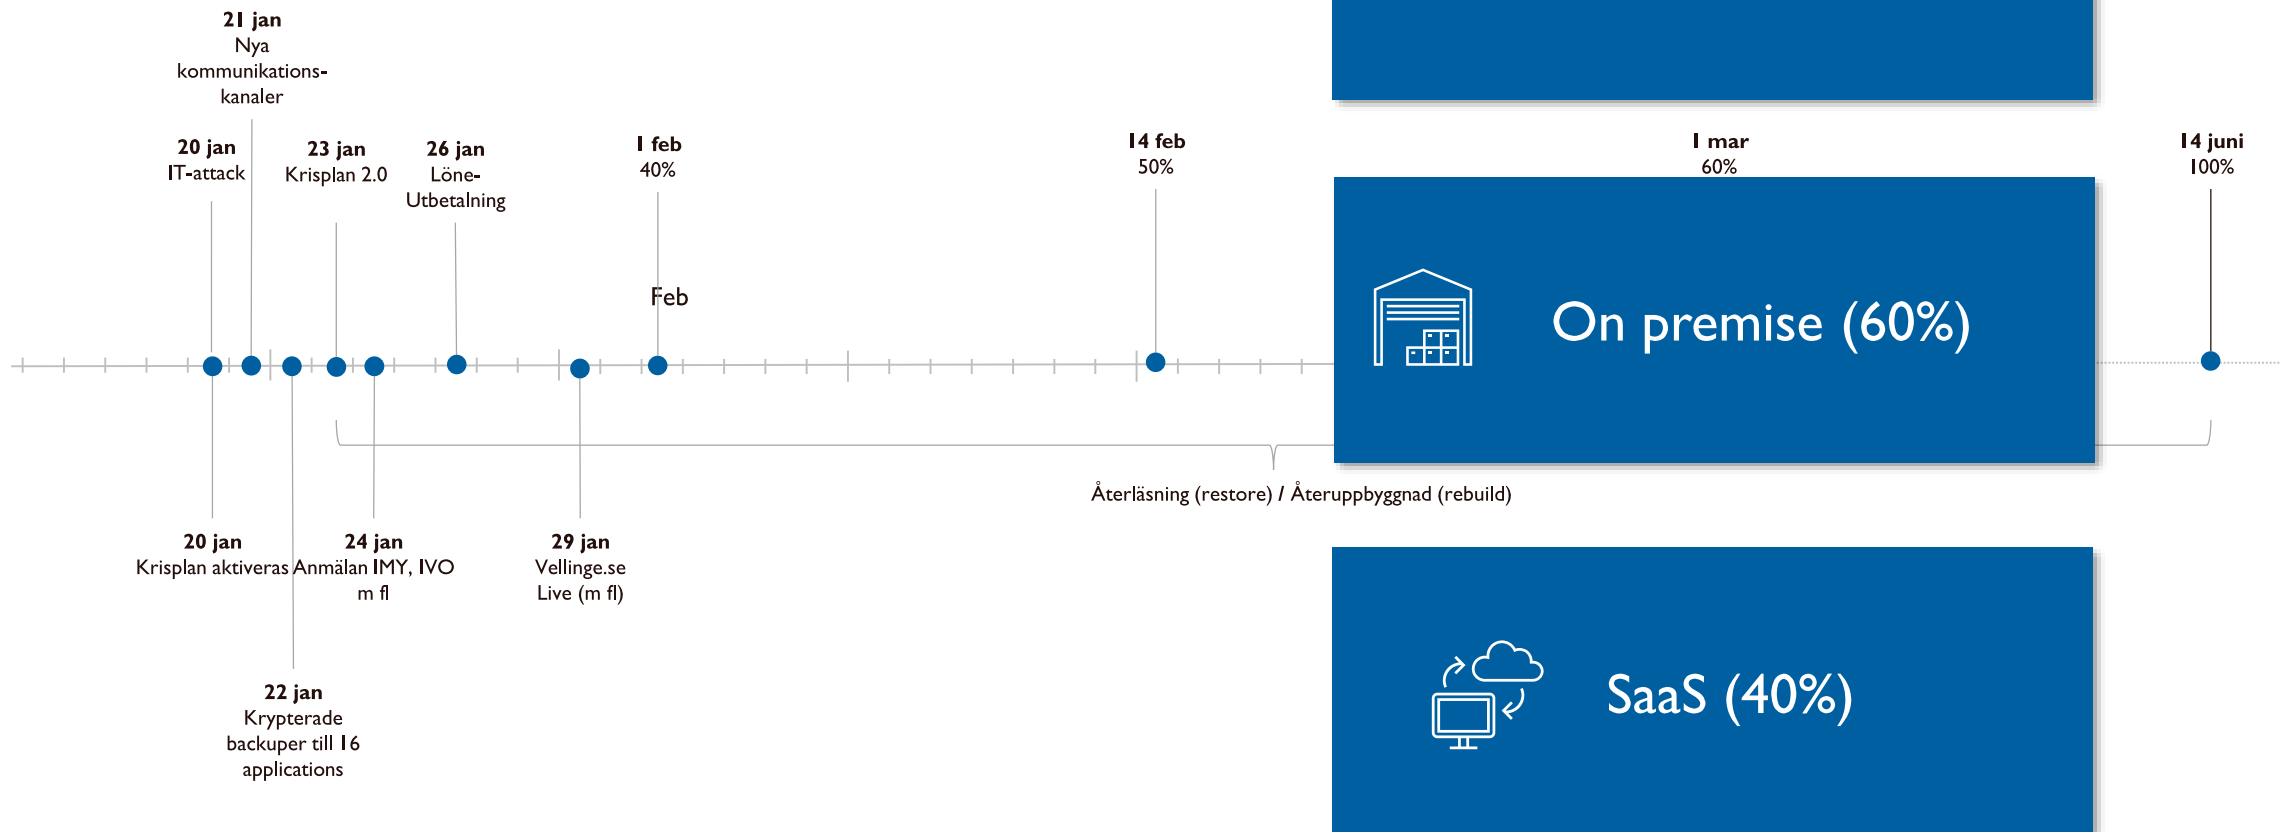 21 jan
Nya
kommunikations-
kanaler
20 jan
IT-attack
23 jan
Krisplan 2.0
26 jan
Löne-
Utbetalning
1 feb
40%
14 feb
50%
1 mar
60%
14 juni
100%
Feb
On premise (60%)
Återläsning (restore) / Återuppbyggnad (rebuild)
20 jan
Krisplan aktiveras
24 jan
Anmälan IMY, IVO
m fl
29 jan
Vellinge.se
Live (m fl)
22 jan
Krypterade
backuper till 16
applications
SaaS (40%)